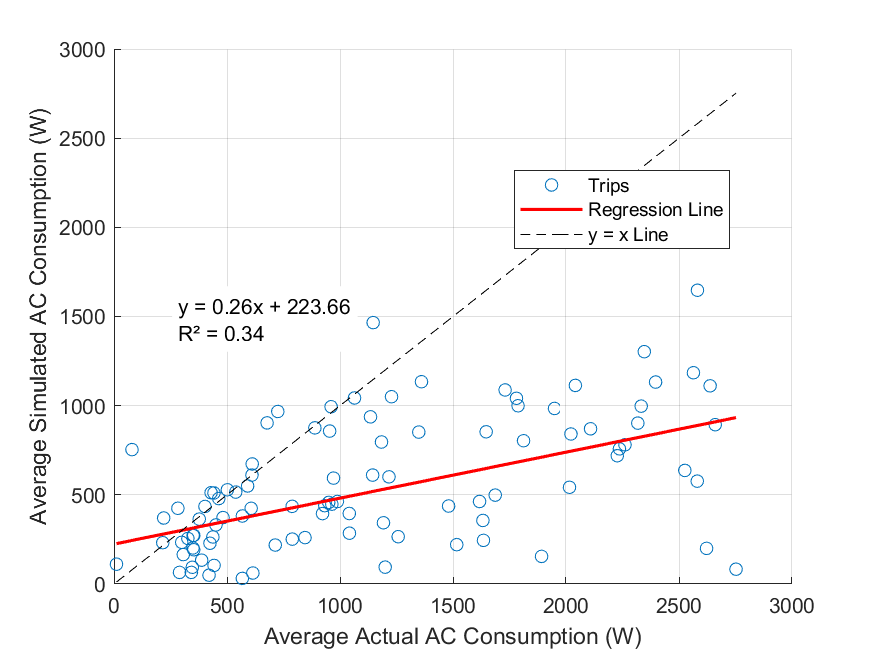 3000
2500
2000
1500
1000
500
0
Average Simulated AC Consumption (W)
Trips
Regression Line
y = x Line
y = 0.26x + 223.66
R² = 0.34
0 500 1000 1500 2000 2500 3000
Average Actual AC Consumption (W)